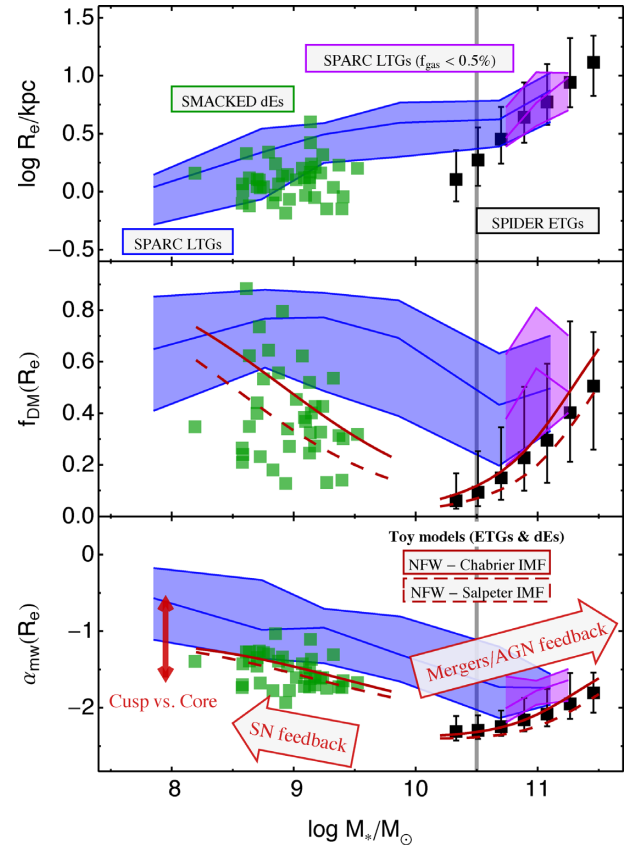 SPARC LTGs (f_gas < 0.5%)
SMACKED dEs
SPARC LTGs
SPIDER ETGs
log R_e/kpc
1.0
0.5
0.0
−0.5
f_DM(R_e)
0.8
0.6
0.4
0.2
0.0
Toy models (ETGs & dEs)
NFW − Chabrier IMF
NFW − Salpeter IMF
Mergers/AGN feedback
Cusp vs. Core
SN feedback
α_mw(R_e)
0
−1
−2
8 9 10 11
log M_*/M_⊙